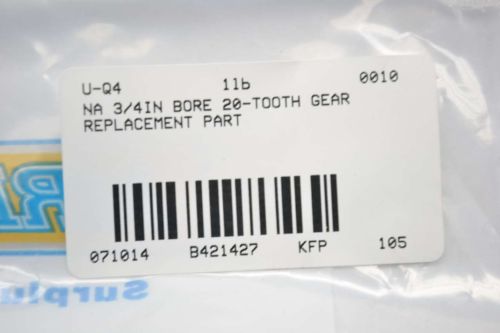 U-Q4 1lb 0010
NA 3/4IN BORE 20-TOOTH GEAR
REPLACEMENT PART
071014 B421427 KFP 105
Surplu